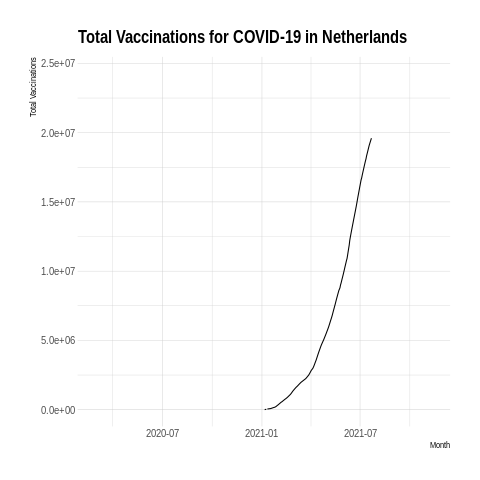 Total Vaccinations for COVID-19 in Netherlands
Total Vaccinations
2.5e+07
2.0e+07
1.5e+07
1.0e+07
5.0e+06
0.0e+00
2020-07
2021-01
2021-07
Month